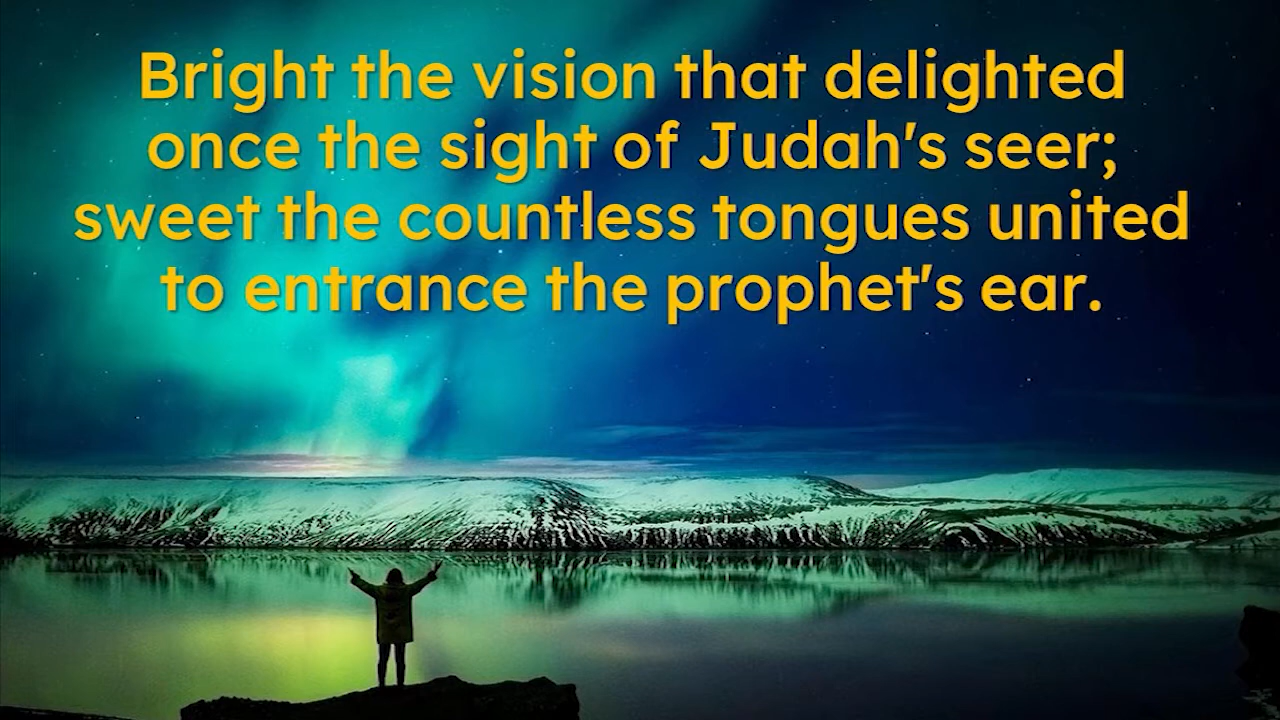 Bright the vision that delighted
once the sight of Judah's seer;
sweet the countless tongues united
to entrance the prophet's ear.